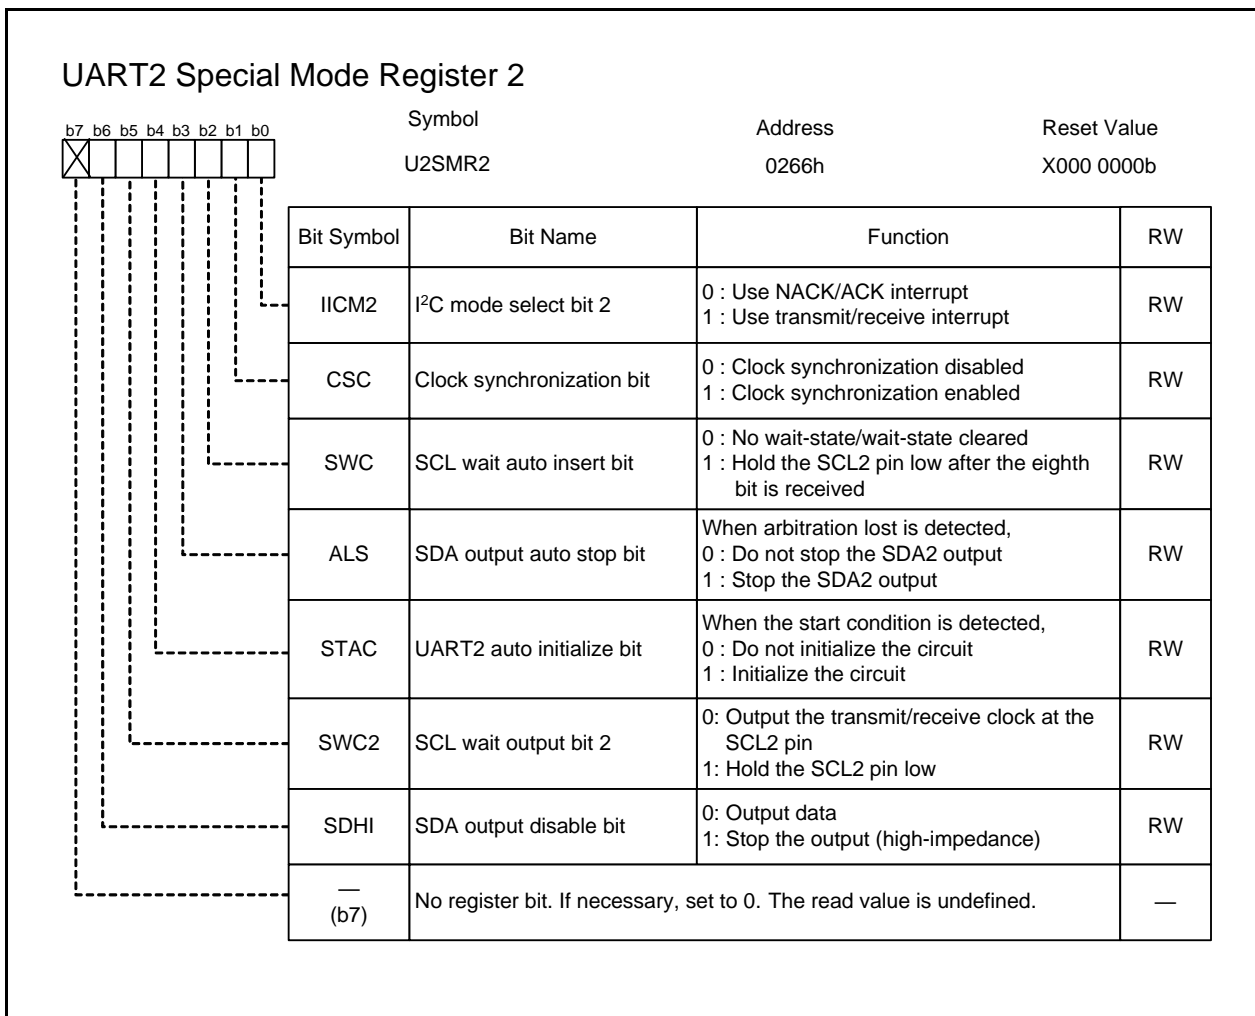 UART2 Special Mode Register 2
Symbol Address Reset Value
b7 b6 b5 b4 b3 b2 b1 b0
U2SMR2 0266h X000 0000b
Bit Symbol Bit Name Function RW
IICM2 I²C mode select bit 2 0 : Use NACK/ACK interrupt RW
1 : Use transmit/receive interrupt
CSC Clock synchronization bit 0 : Clock synchronization disabled RW
1 : Clock synchronization enabled
SWC SCL wait auto insert bit 0 : No wait-state/wait-state cleared RW
1 : Hold the SCL2 pin low after the eighth
bit is received
ALS SDA output auto stop bit When arbitration lost is detected, RW
0 : Do not stop the SDA2 output
1 : Stop the SDA2 output
STAC UART2 auto initialize bit When the start condition is detected, RW
0 : Do not initialize the circuit
1 : Initialize the circuit
SWC2 SCL wait output bit 2 0: Output the transmit/receive clock at the RW
SCL2 pin
1: Hold the SCL2 pin low
SDHI SDA output disable bit 0: Output data RW
1: Stop the output (high-impedance)
— No register bit. If necessary, set to 0. The read value is undefined. —
(b7)